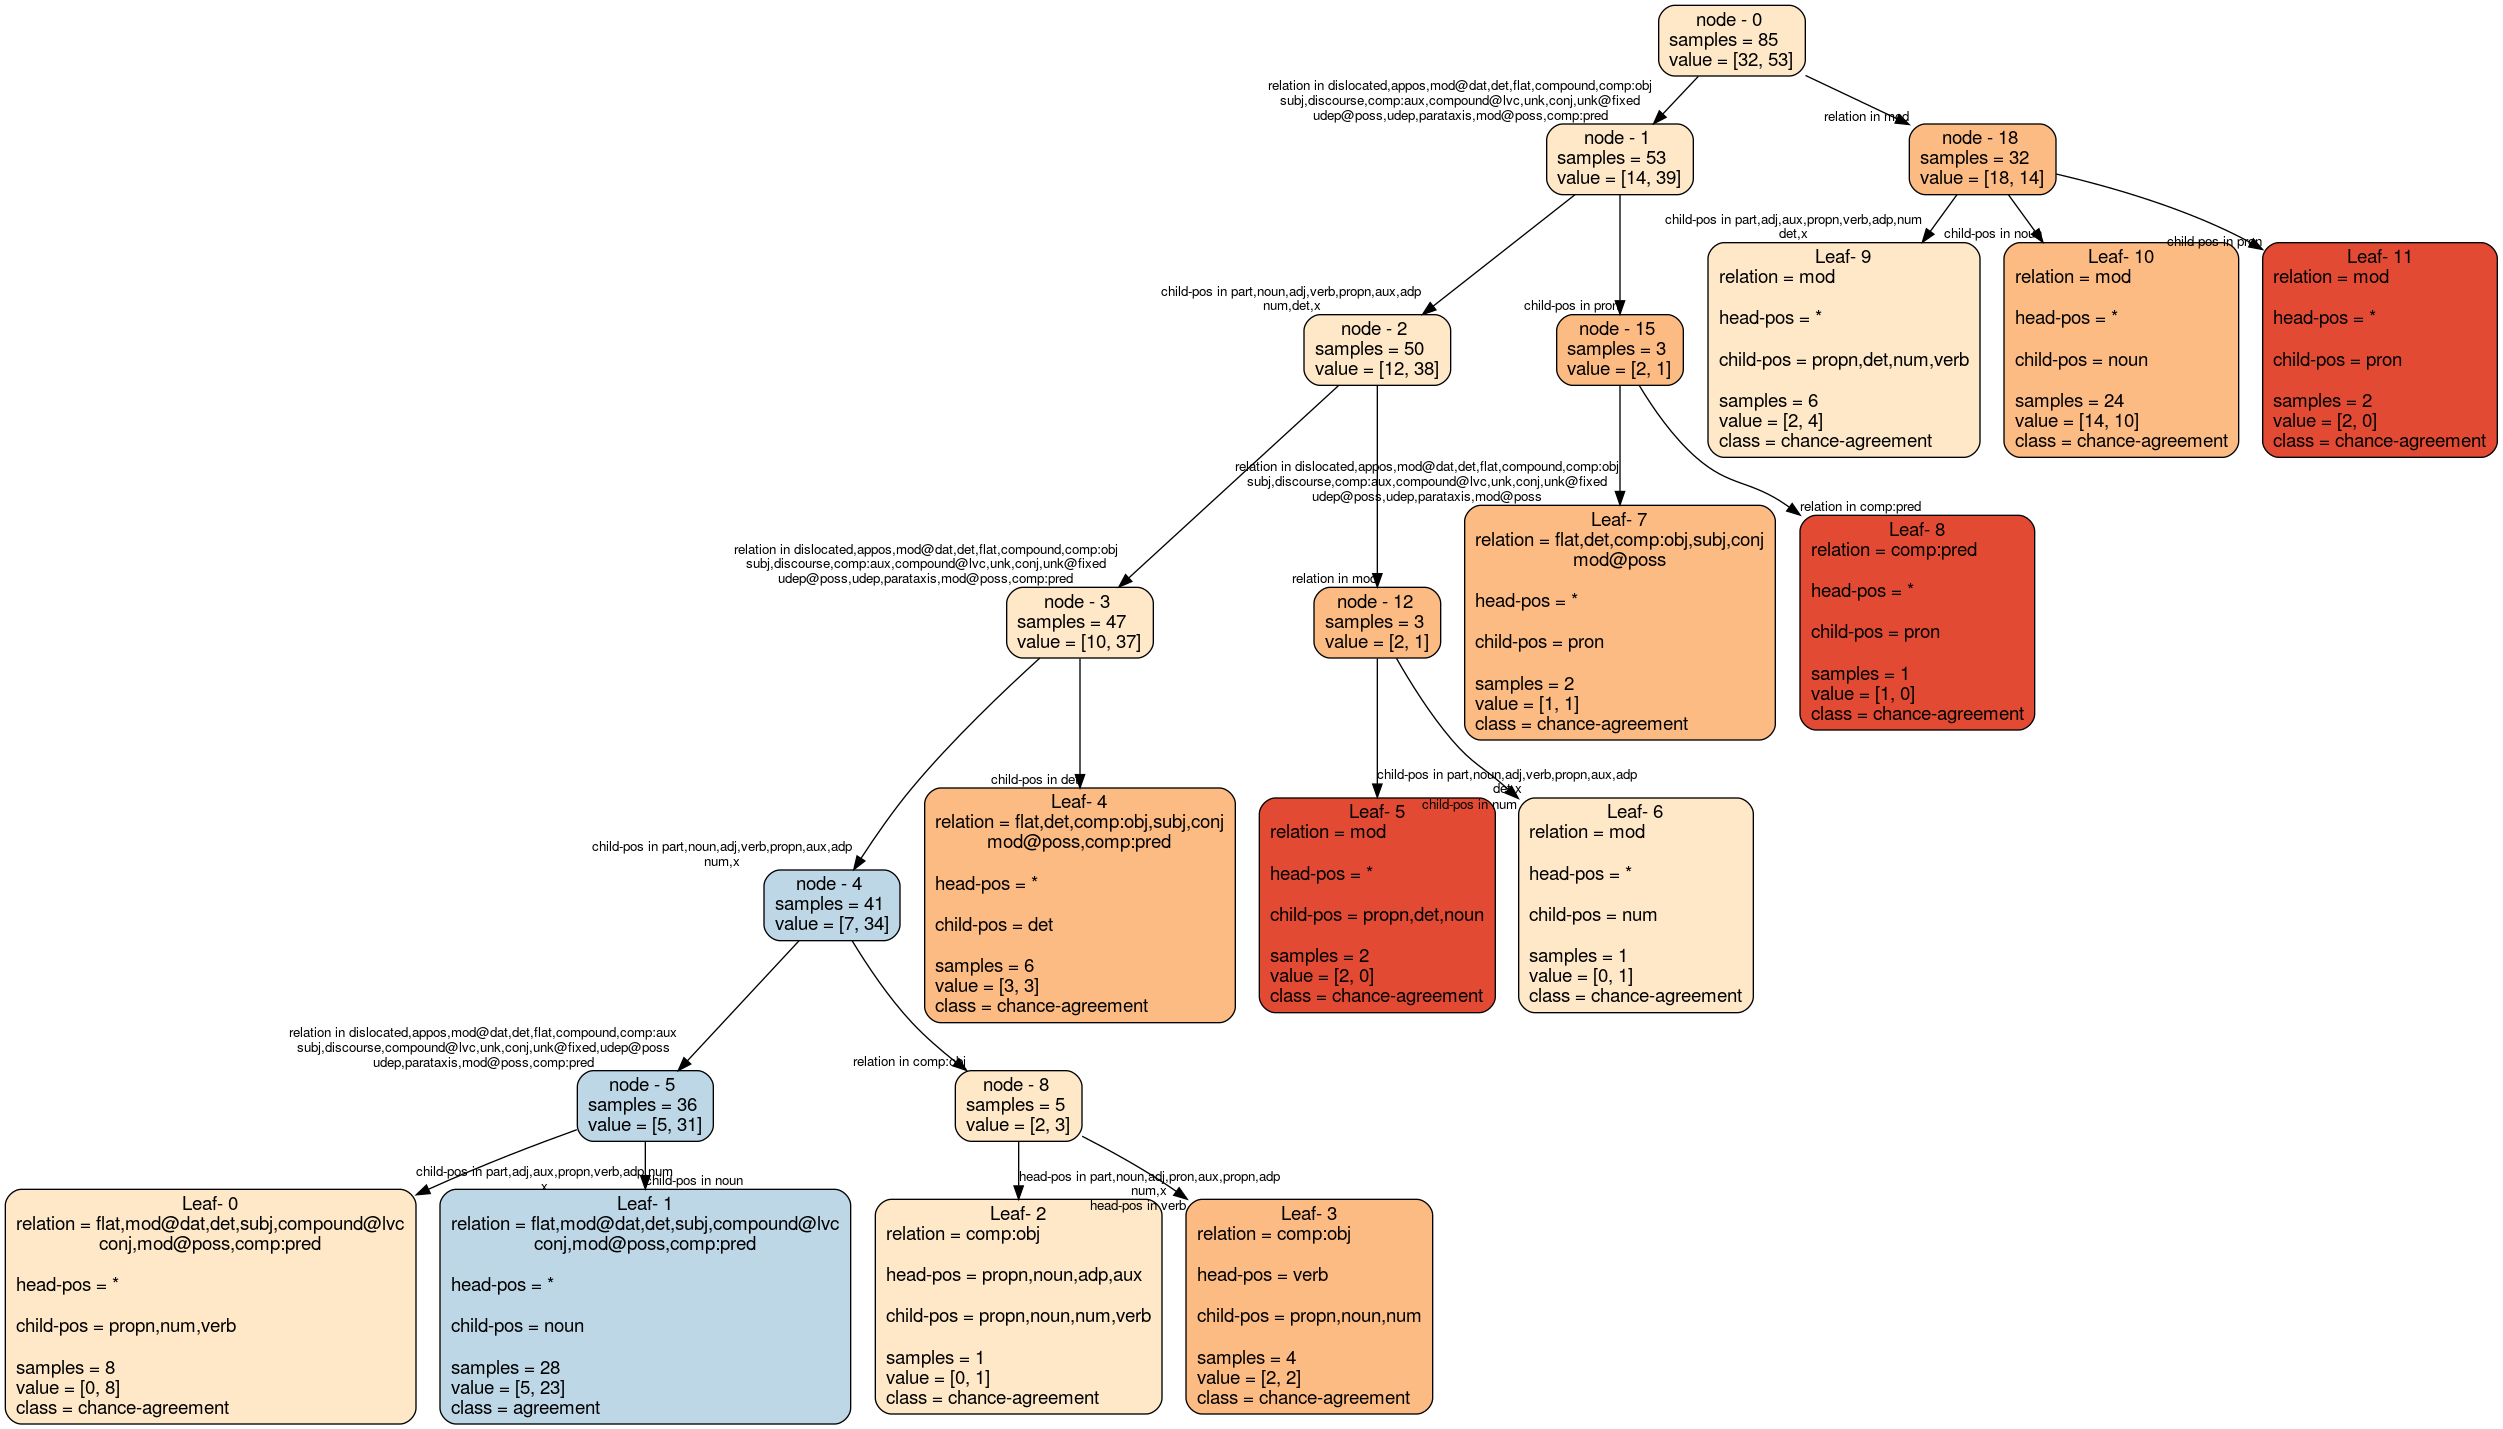 node - 0
samples = 85
value = [32, 53]
relation in dislocated,appos,mod@dat,det,flat,compound,comp:obj
subj,discourse,comp:aux,compound@lvc,unk,conj,unk@fixed
udep@poss,udep,parataxis,mod@poss,comp:pred
relation in mod
node - 1
samples = 53
value = [14, 39]
node - 18
samples = 32
value = [18, 14]
child-pos in part,adj,aux,propn,verb,adp,num
det,x
child-pos in noun
child-pos in pron
Leaf- 9
relation = mod
head-pos = *
child-pos = propn,det,num,verb
samples = 6
value = [2, 4]
class = chance-agreement
Leaf- 10
relation = mod
head-pos = *
child-pos = noun
samples = 24
value = [14, 10]
class = chance-agreement
Leaf- 11
relation = mod
head-pos = *
child-pos = pron
samples = 2
value = [2, 0]
class = chance-agreement
child-pos in part,noun,adj,verb,propn,aux,adp
num,det,x
child-pos in pron
node - 2
samples = 50
value = [12, 38]
node - 15
samples = 3
value = [2, 1]
relation in dislocated,appos,mod@dat,det,flat,compound,comp:obj
subj,discourse,comp:aux,compound@lvc,unk,conj,unk@fixed
udep@poss,udep,parataxis,mod@poss
relation in comp:pred
Leaf- 7
relation = flat,det,comp:obj,subj,conj
mod@poss
head-pos = *
child-pos = pron
samples = 2
value = [1, 1]
class = chance-agreement
Leaf- 8
relation = comp:pred
head-pos = *
child-pos = pron
samples = 1
value = [1, 0]
class = chance-agreement
relation in dislocated,appos,mod@dat,det,flat,compound,comp:obj
subj,discourse,comp:aux,compound@lvc,unk,conj,unk@fixed
udep@poss,udep,parataxis,mod@poss,comp:pred
relation in mod
node - 3
samples = 47
value = [10, 37]
node - 12
samples = 3
value = [2, 1]
child-pos in part,noun,adj,verb,propn,aux,adp
num,x
child-pos in det
child-pos in part,noun,adj,verb,propn,aux,adp
det,x
child-pos in num
node - 4
samples = 41
value = [7, 34]
Leaf- 4
relation = flat,det,comp:obj,subj,conj
mod@poss,comp:pred
head-pos = *
child-pos = det
samples = 6
value = [3, 3]
class = chance-agreement
Leaf- 5
relation = mod
head-pos = *
child-pos = propn,det,noun
samples = 2
value = [2, 0]
class = chance-agreement
Leaf- 6
relation = mod
head-pos = *
child-pos = num
samples = 1
value = [0, 1]
class = chance-agreement
relation in dislocated,appos,mod@dat,det,flat,compound,comp:aux
subj,discourse,compound@lvc,unk,conj,unk@fixed,udep@poss
udep,parataxis,mod@poss,comp:pred
relation in comp:obj
node - 5
samples = 36
value = [5, 31]
node - 8
samples = 5
value = [2, 3]
child-pos in part,adj,aux,propn,verb,adp,num
x
child-pos in noun
head-pos in part,noun,adj,pron,aux,propn,adp
num,x
head-pos in verb
Leaf- 0
relation = flat,mod@dat,det,subj,compound@lvc
conj,mod@poss,comp:pred
head-pos = *
child-pos = propn,num,verb
samples = 8
value = [0, 8]
class = chance-agreement
Leaf- 1
relation = flat,mod@dat,det,subj,compound@lvc
conj,mod@poss,comp:pred
head-pos = *
child-pos = noun
samples = 28
value = [5, 23]
class = agreement
Leaf- 2
relation = comp:obj
head-pos = propn,noun,adp,aux
child-pos = propn,noun,num,verb
samples = 1
value = [0, 1]
class = chance-agreement
Leaf- 3
relation = comp:obj
head-pos = verb
child-pos = propn,noun,num
samples = 4
value = [2, 2]
class = chance-agreement